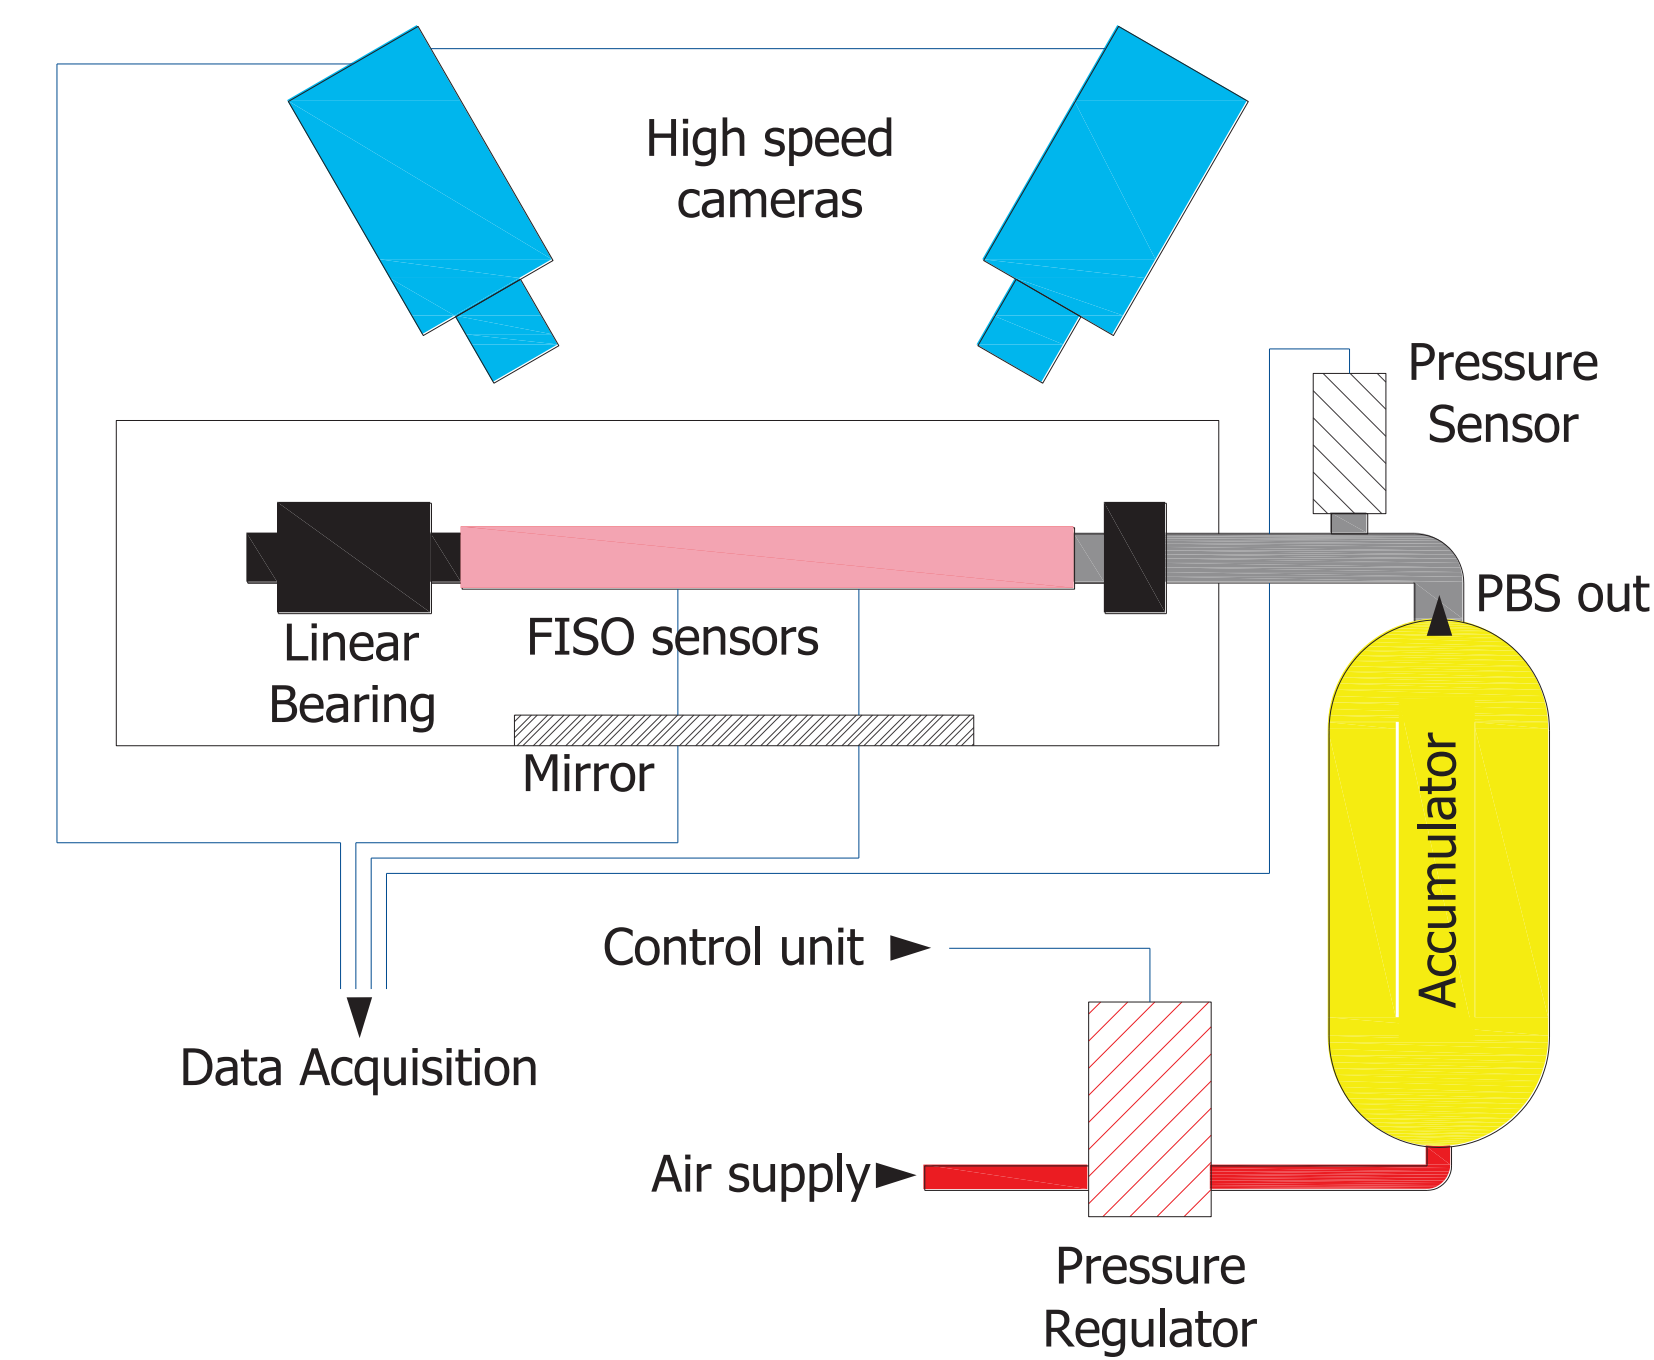 High speed
cameras
Pressure
Sensor
PBS out
Linear
Bearing
FISO sensors
Mirror
Accumulator
Control unit
Data Acquisition
Air supply
Pressure
Regulator